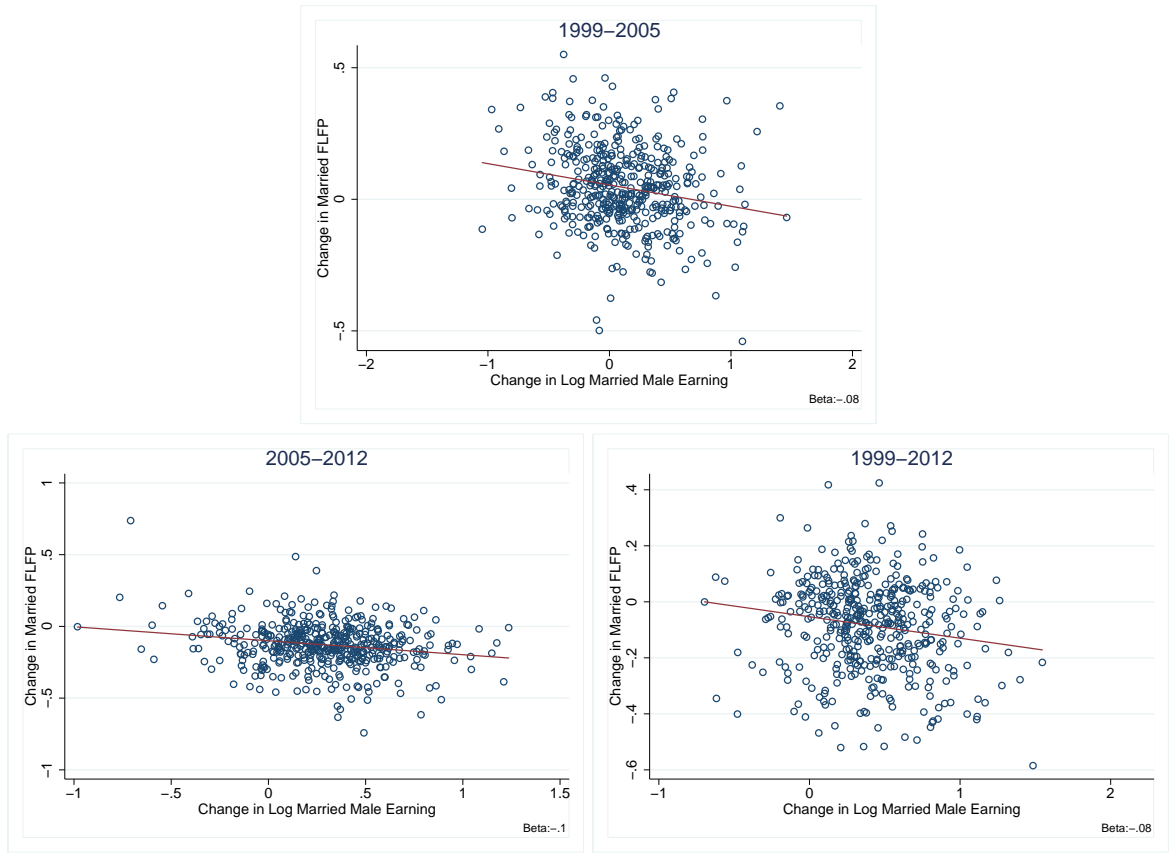 1999–2005
Change in Married FLFP
.5
0
−.5
−2 −1 0 1 2
Change in Log Married Male Earning
Beta:−.08
2005–2012
Change in Married FLFP
1
.5
0
−.5
−1
−1 −.5 0 .5 1 1.5
Change in Log Married Male Earning
Beta:−.1
1999–2012
Change in Married FLFP
.4
.2
0
−.2
−.4
−.6
−1 0 1 2
Change in Log Married Male Earning
Beta:−.08